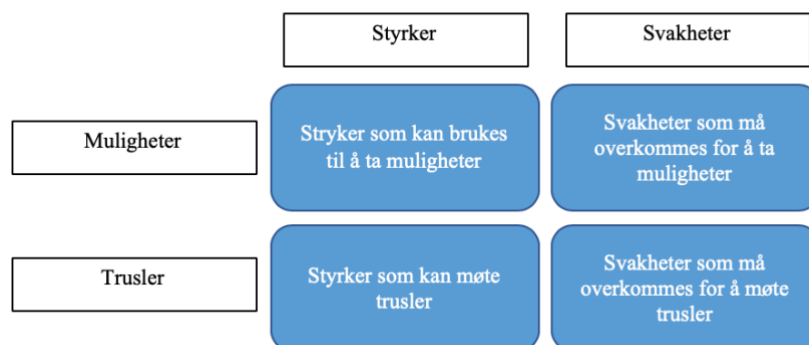 Styrker
Svakheter
Muligheter
Stryker som kan brukes
til å ta muligheter
Svakheter som må
overkommes for å ta
muligheter
Trusler
Styrker som kan møte
trusler
Svakheter som må
overkommes for å møte
trusler